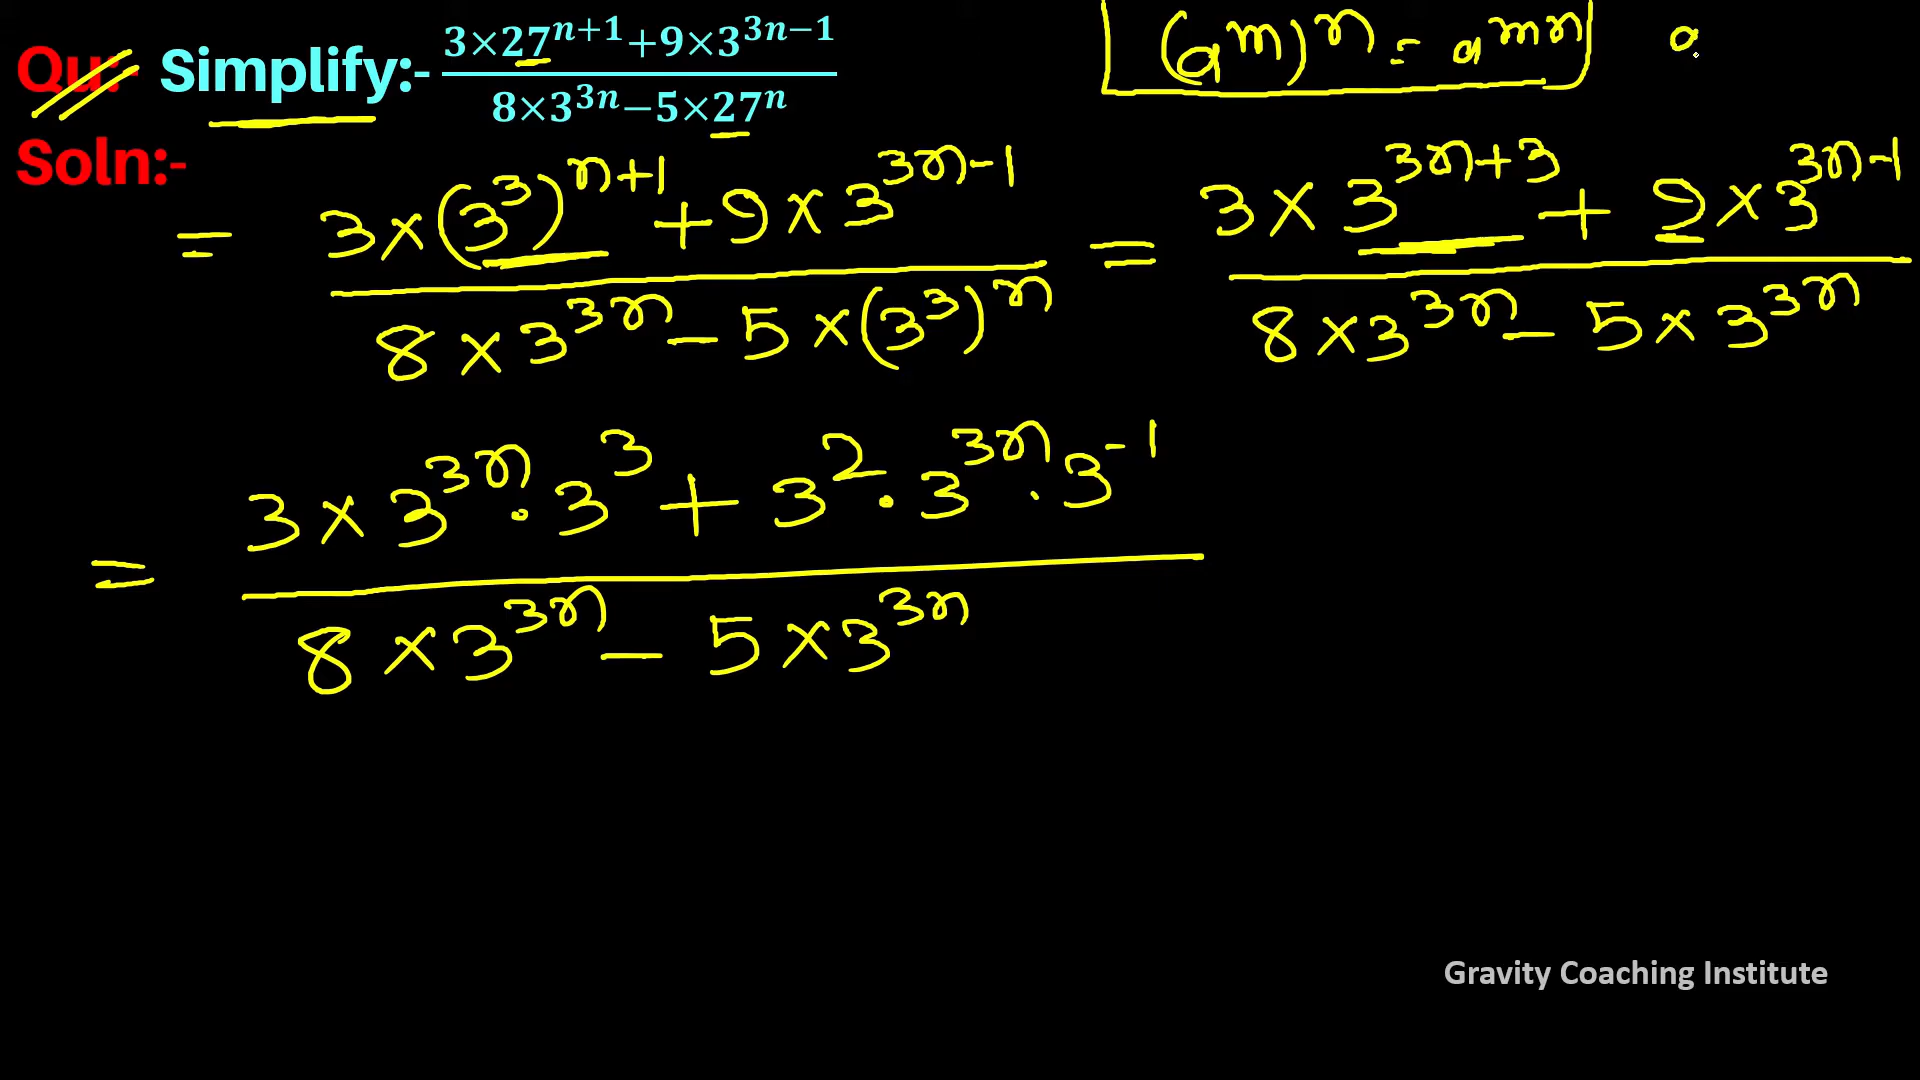 Qu:- Simplify:- (3×27^{n+1}+9×3^{3n−1})/(8×3^{3n}−5×27^n)
(a^m)^n = a^{mn} a
Soln:-
= (3×(3^3)^{n+1}+9×3^{3n-1})/(8×3^{3n}-5×(3^3)^n) = (3×3^{3n+3}+9×3^{3n-1})/(8×3^{3n}-5×3^{3n})
= (3×3^{3n}·3^3+3^2·3^{3n}·3^{-1})/(8×3^{3n}-5×3^{3n})
Gravity Coaching Institute